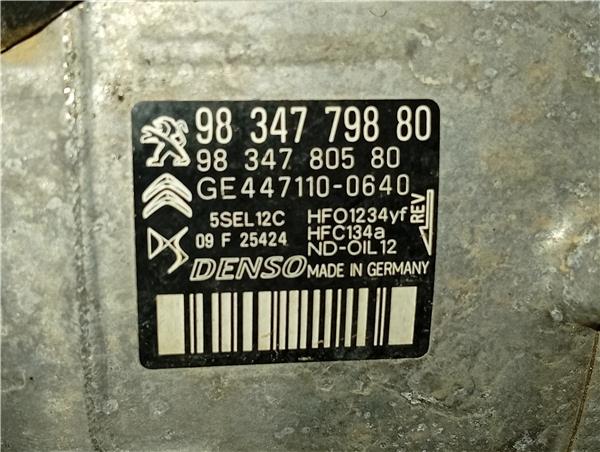 98 347 798 80
98 347 805 80
GE447110-0640
5SEL12C HFO1234yf
09 F 25424 HFC134a
ND-OIL12
REV
DENSO MADE IN GERMANY